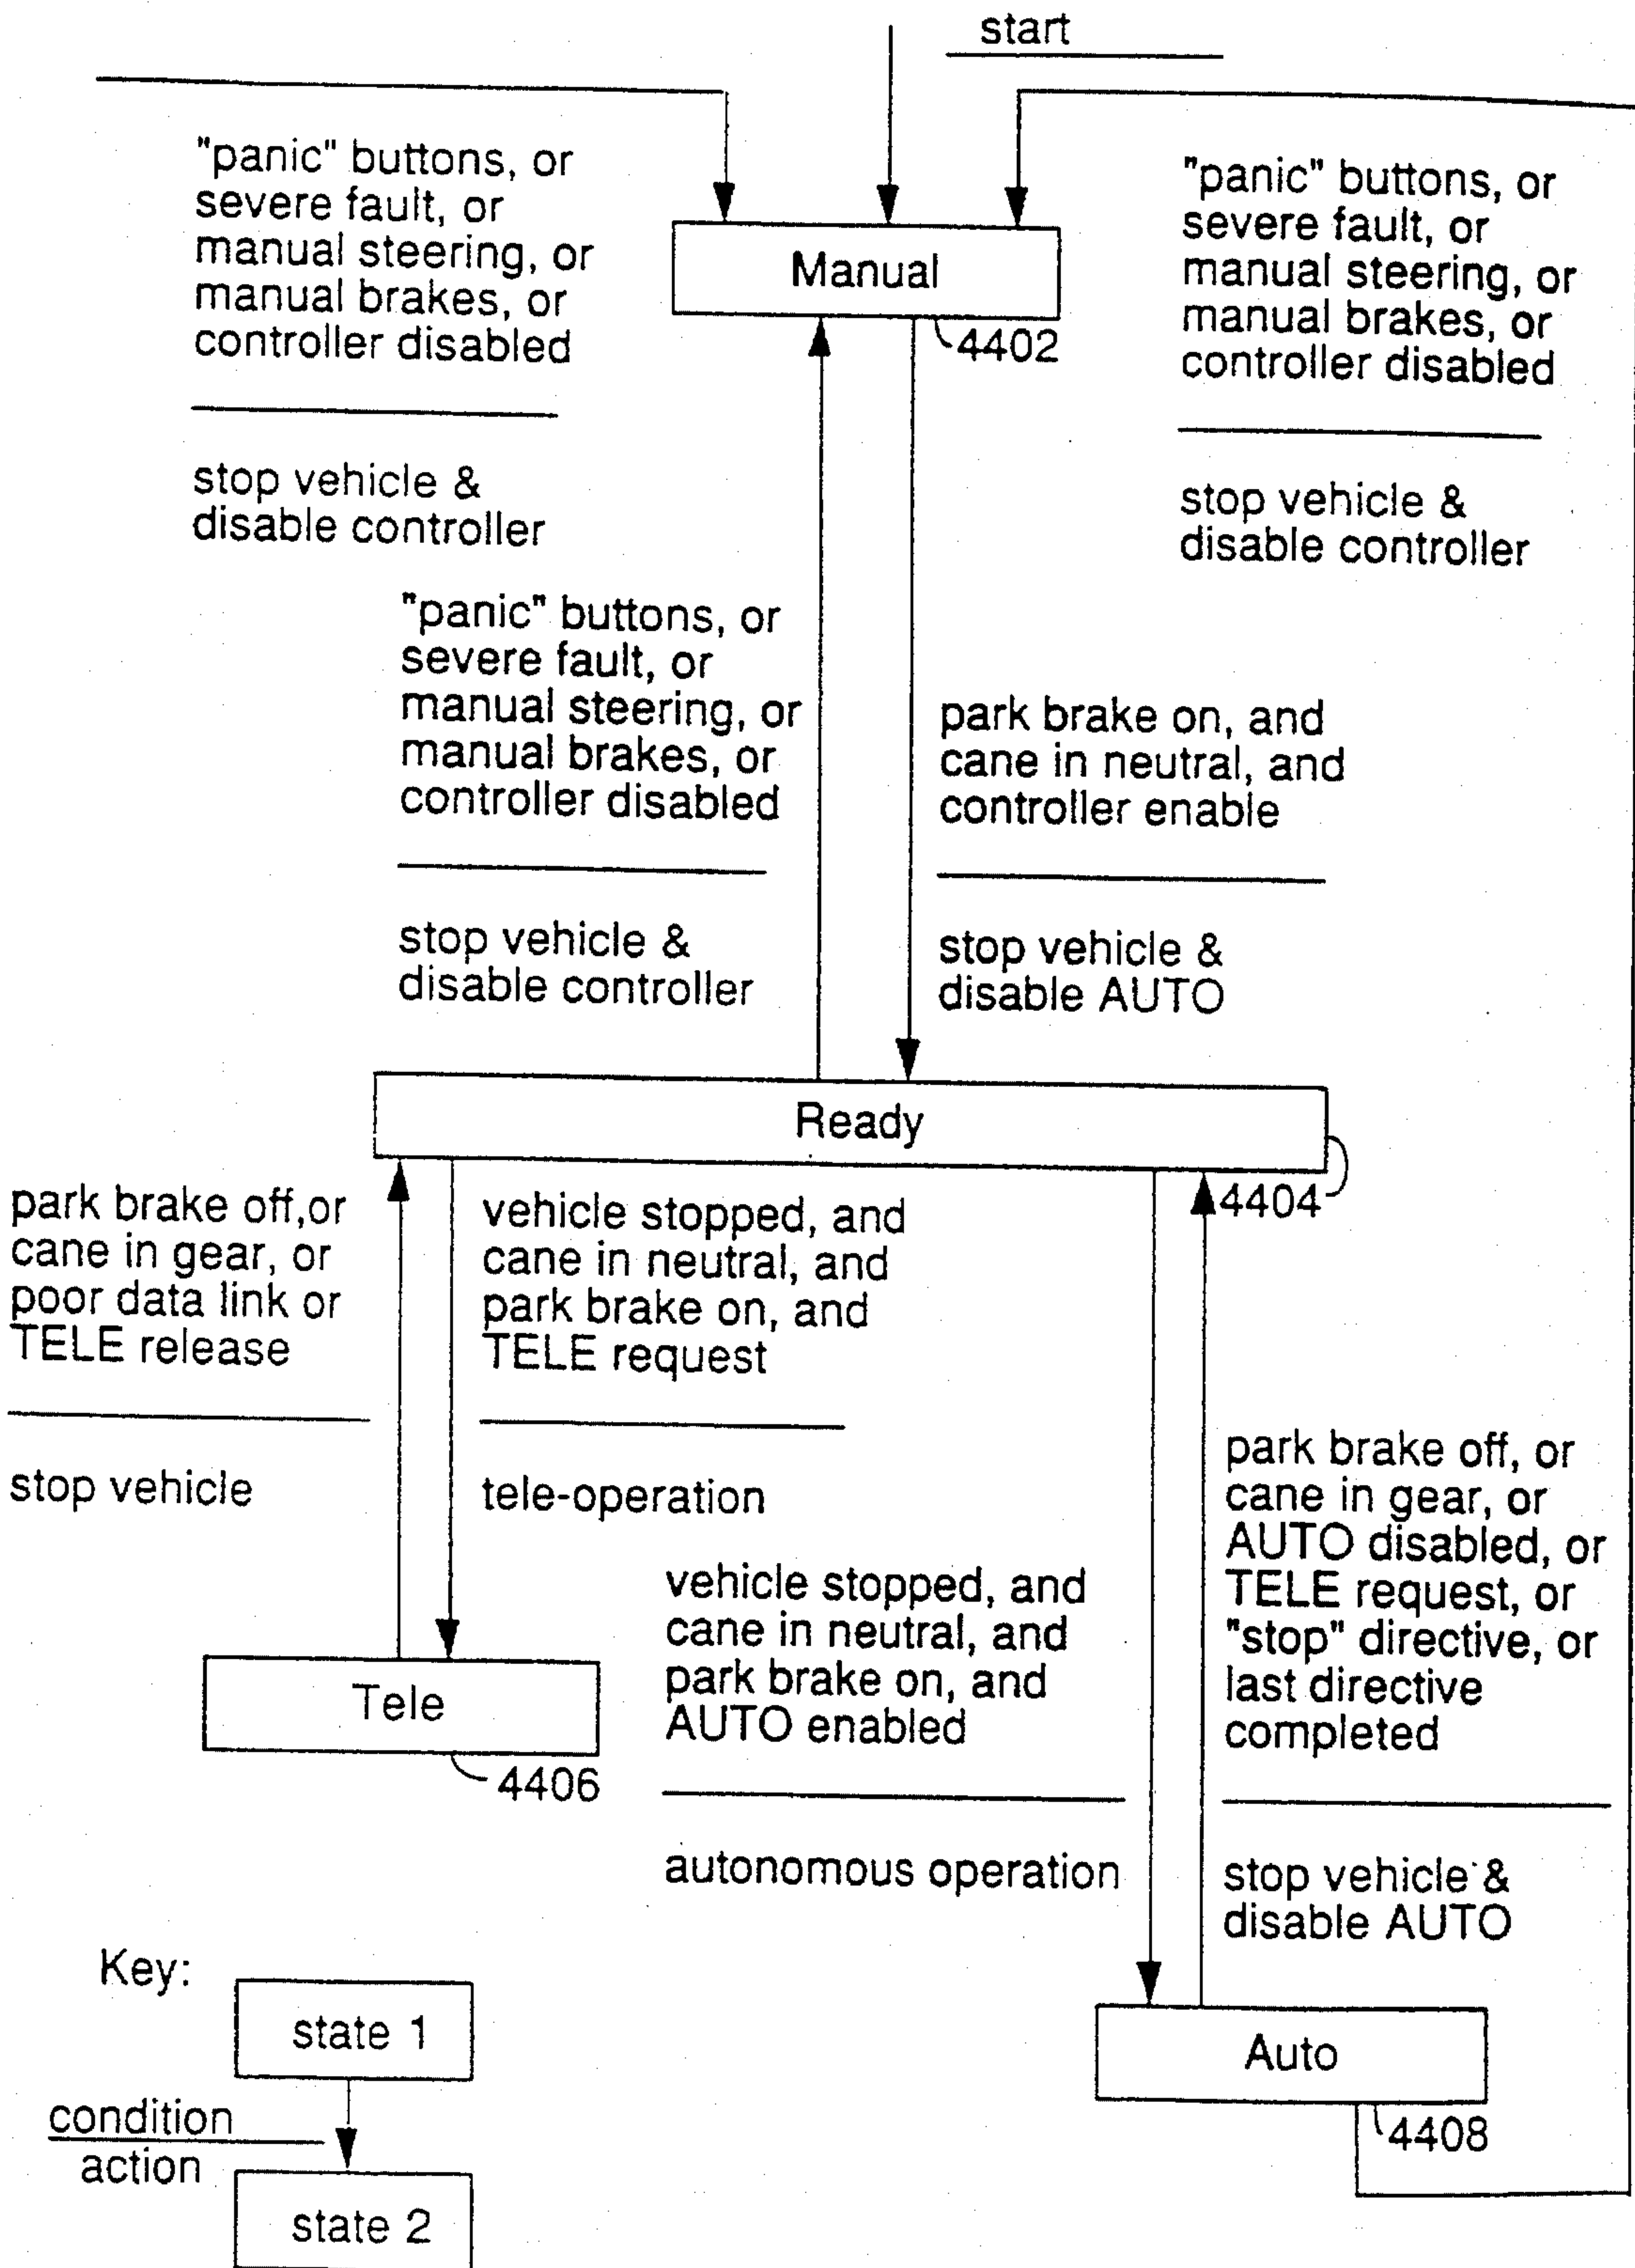 start
"panic" buttons, or
severe fault, or
manual steering, or
manual brakes, or
controller disabled
stop vehicle &
disable controller
Manual
4402
"panic" buttons, or
severe fault, or
manual steering, or
manual brakes, or
controller disabled
stop vehicle &
disable controller
"panic" buttons, or
severe fault, or
manual steering, or
manual brakes, or
controller disabled
stop vehicle &
disable controller
park brake on, and
cane in neutral, and
controller enable
stop vehicle &
disable AUTO
Ready
4404
park brake off,or
cane in gear, or
poor data link or
TELE release
stop vehicle
vehicle stopped, and
cane in neutral, and
park brake on, and
TELE request
tele-operation
Tele
4406
vehicle stopped, and
cane in neutral, and
park brake on, and
AUTO enabled
autonomous operation
park brake off, or
cane in gear, or
AUTO disabled, or
TELE request, or
"stop" directive, or
last directive
completed
stop vehicle &
disable AUTO
Auto
4408
Key:
state 1
condition
action
state 2